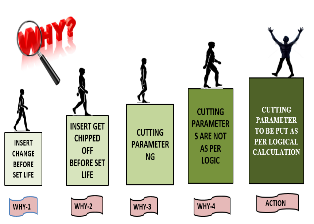 WHY?
INSERT
CHANGE
BEFORE
SET LIFE
INSERT GET
CHIPPED
OFF
BEFORE SET
LIFE
CUTTING
PARAMETER
NG
CUTTING
PARAMETER
S ARE NOT
AS PER
LOGIC
CUTTING
PARAMETER
TO BE PUT AS
PER LOGICAL
CALCULATION
WHY-1
WHY-2
WHY-3
WHY-4
ACTION